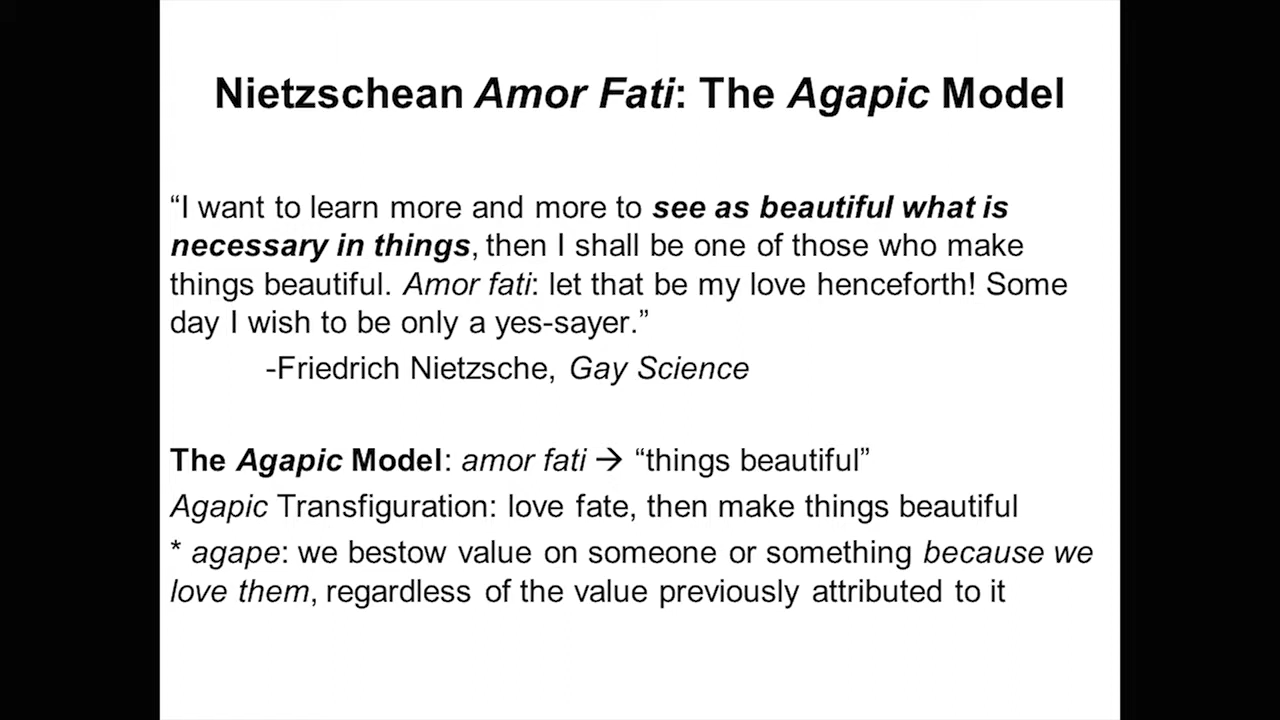 Nietzschean Amor Fati: The Agapic Model
“I want to learn more and more to see as beautiful what is
necessary in things, then I shall be one of those who make
things beautiful. Amor fati: let that be my love henceforth! Some
day I wish to be only a yes-sayer.”
-Friedrich Nietzsche, Gay Science
The Agapic Model: amor fati → “things beautiful”
Agapic Transfiguration: love fate, then make things beautiful
* agape: we bestow value on someone or something because we
love them, regardless of the value previously attributed to it